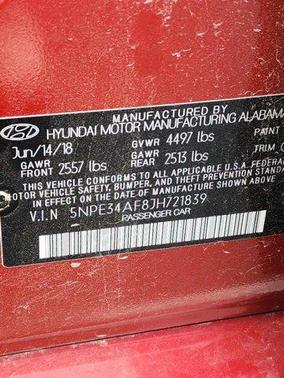 MANUFACTURED BY
HYUNDAI MOTOR MANUFACTURING ALABAMA
Jun/14/18
GVWR 4497 lbs
PAINT
GAWR FRONT 2557 lbs
GAWR REAR 2513 lbs
TRIM
THIS VEHICLE CONFORMS TO ALL APPLICABLE U.S.A. FEDERAL
VEHICLE SAFETY, BUMPER, AND THEFT PREVENTION STANDARDS
IN EFFECT ON THE DATE OF MANUFACTURE SHOWN ABOVE.
V.I.N 5NPE34AF8JH721839
PASSENGER CAR